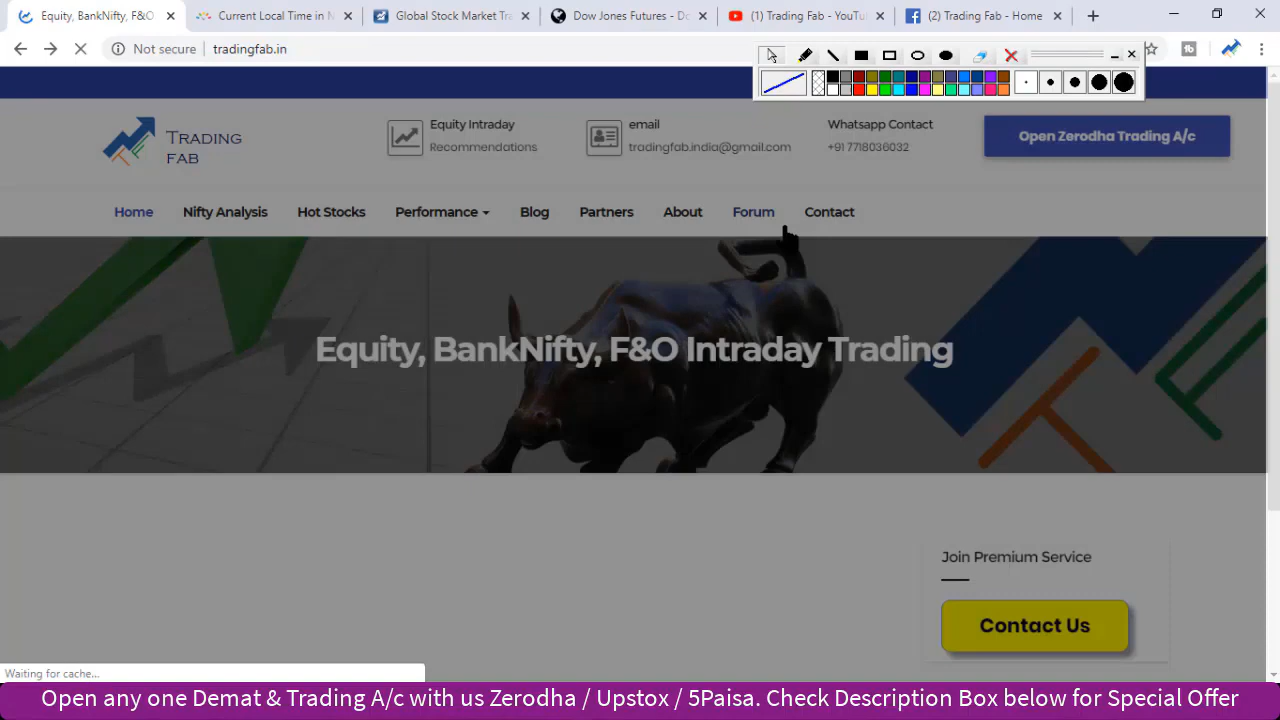 Equity, BankNifty, F&O
Current Local Time in N
Global Stock Market Tra
Dow Jones Futures - Do
(1) Trading Fab - YouTu
(2) Trading Fab - Home
Not secure
tradingfab.in
TRADING
FAB
Equity Intraday
Recommendations
email
tradingfab.india@gmail.com
Whatsapp Contact
+91 7718036032
Open Zerodha Trading A/c
Home
Nifty Analysis
Hot Stocks
Performance
Blog
Partners
About
Forum
Contact
Equity, BankNifty, F&O Intraday Trading
Join Premium Service
Contact Us
Waiting for cache...
Open any one Demat & Trading A/c with us Zerodha / Upstox / 5Paisa. Check Description Box below for Special Offer